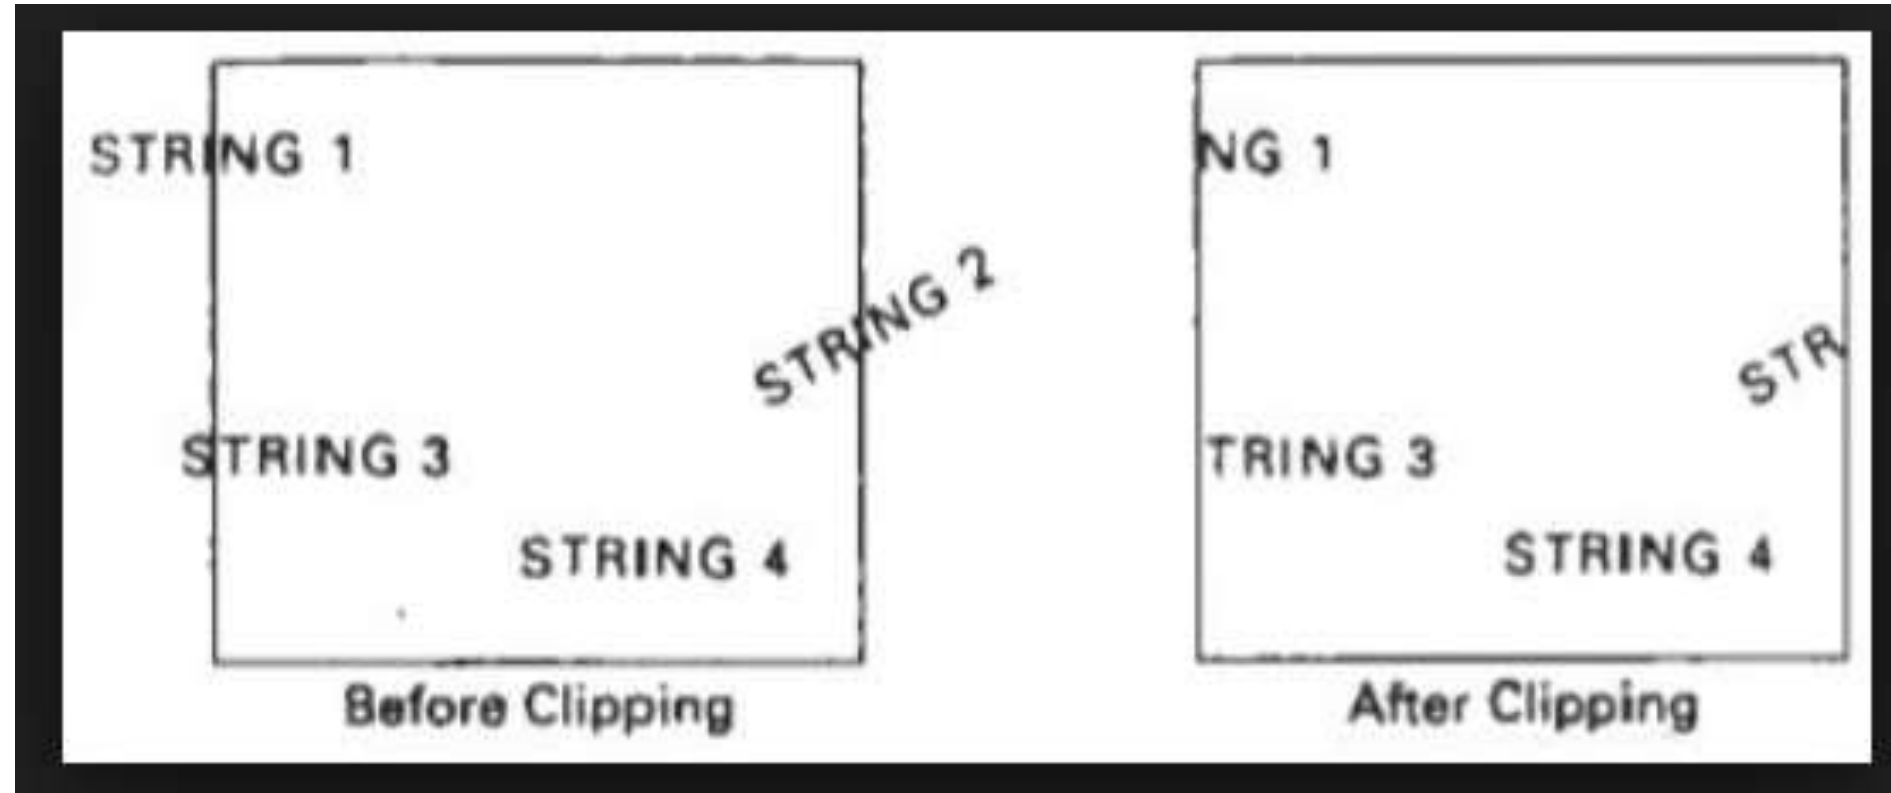 STRING 1
STRING 2
STRING 3
STRING 4
Before Clipping
NG 1
STR
TRING 3
STRING 4
After Clipping